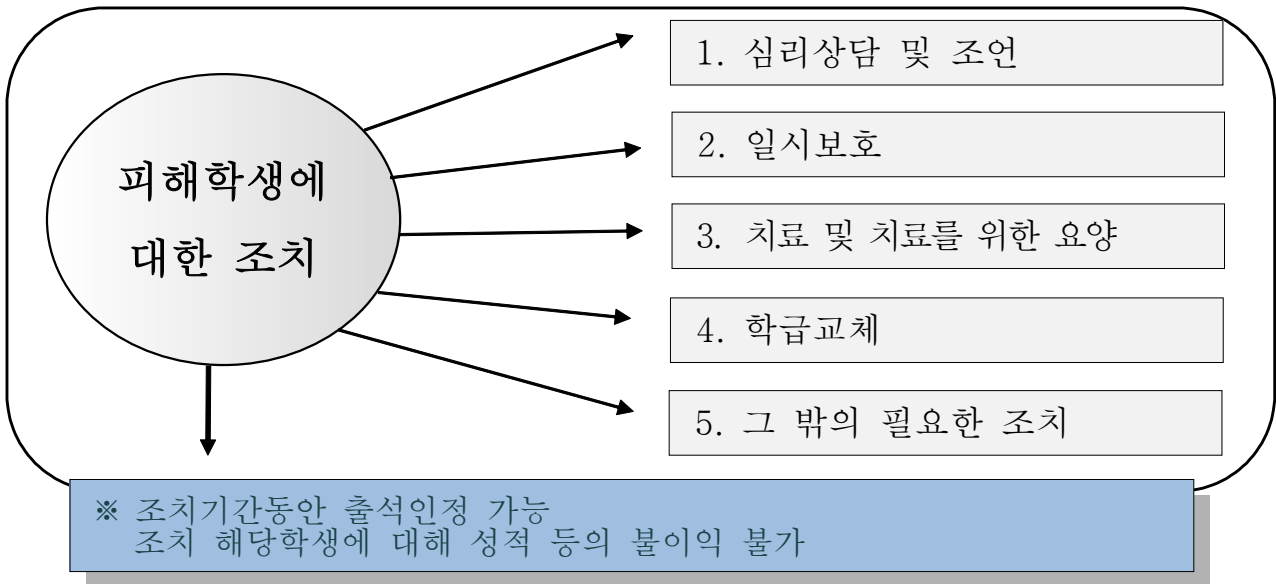 피해학생에
대한 조치
1. 심리상담 및 조언
2. 일시보호
3. 치료 및 치료를 위한 요양
4. 학급교체
5. 그 밖의 필요한 조치
※ 조치기간동안 출석인정 가능
조치 해당학생에 대해 성적 등의 불이익 불가